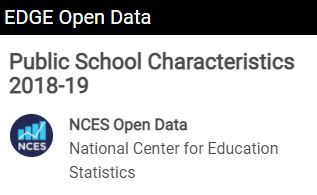 EDGE Open Data
Public School Characteristics
2018-19
NCES
NCES Open Data
National Center for Education
Statistics